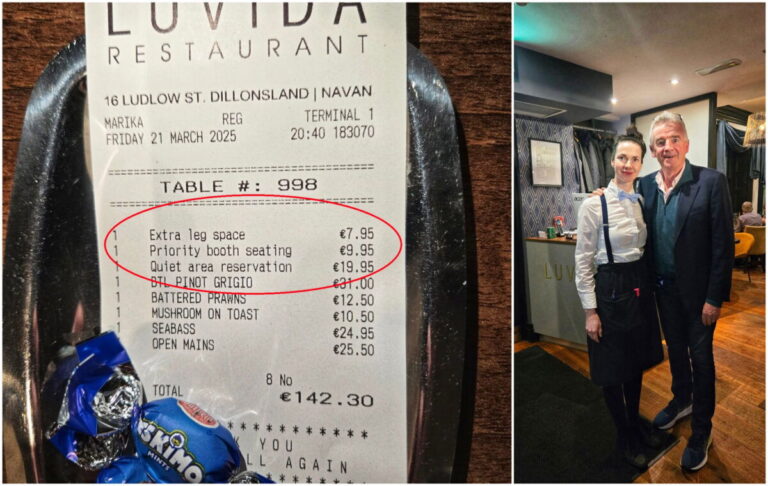 LUVIDA
RESTAURANT
16 LUDLOW ST. DILLONSLAND | NAVAN
MARIKA REG TERMINAL 1
FRIDAY 21 MARCH 2025 20:40 183070
TABLE #: 998
1 Extra leg space €7.95
1 Priority booth seating €9.95
1 Quiet area reservation €19.95
1 BTL PINOT GRIGIO €31.00
1 BATTERED PRAWNS €12.50
1 MUSHROOM ON TOAST €10.50
1 SEABASS €24.95
1 OPEN MAINS €25.50
8 No
TOTAL €142.30
YOU
LL AGAIN
ESKIMO
MINTS
LUVIDA